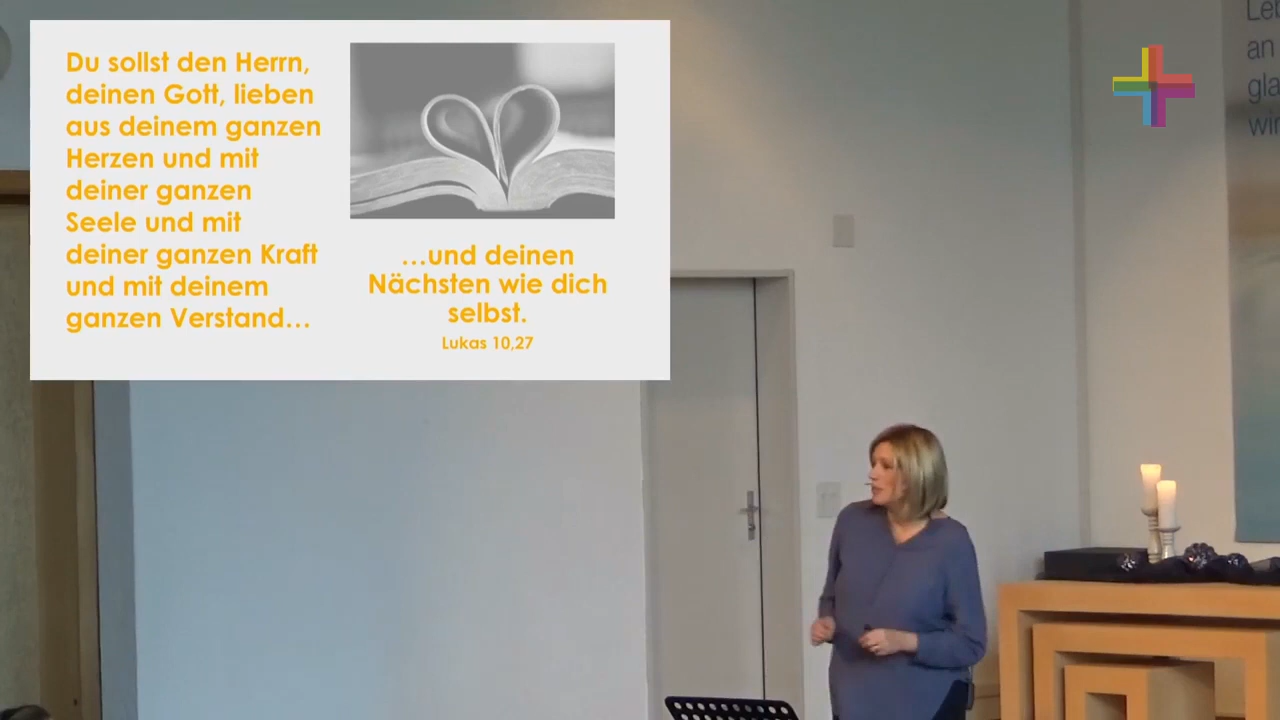 Du sollst den Herrn,
deinen Gott, lieben
aus deinem ganzen
Herzen und mit
deiner ganzen
Seele und mit
deiner ganzen Kraft
und mit deinem
ganzen Verstand…
…und deinen
Nächsten wie dich
selbst.
Lukas 10,27
an